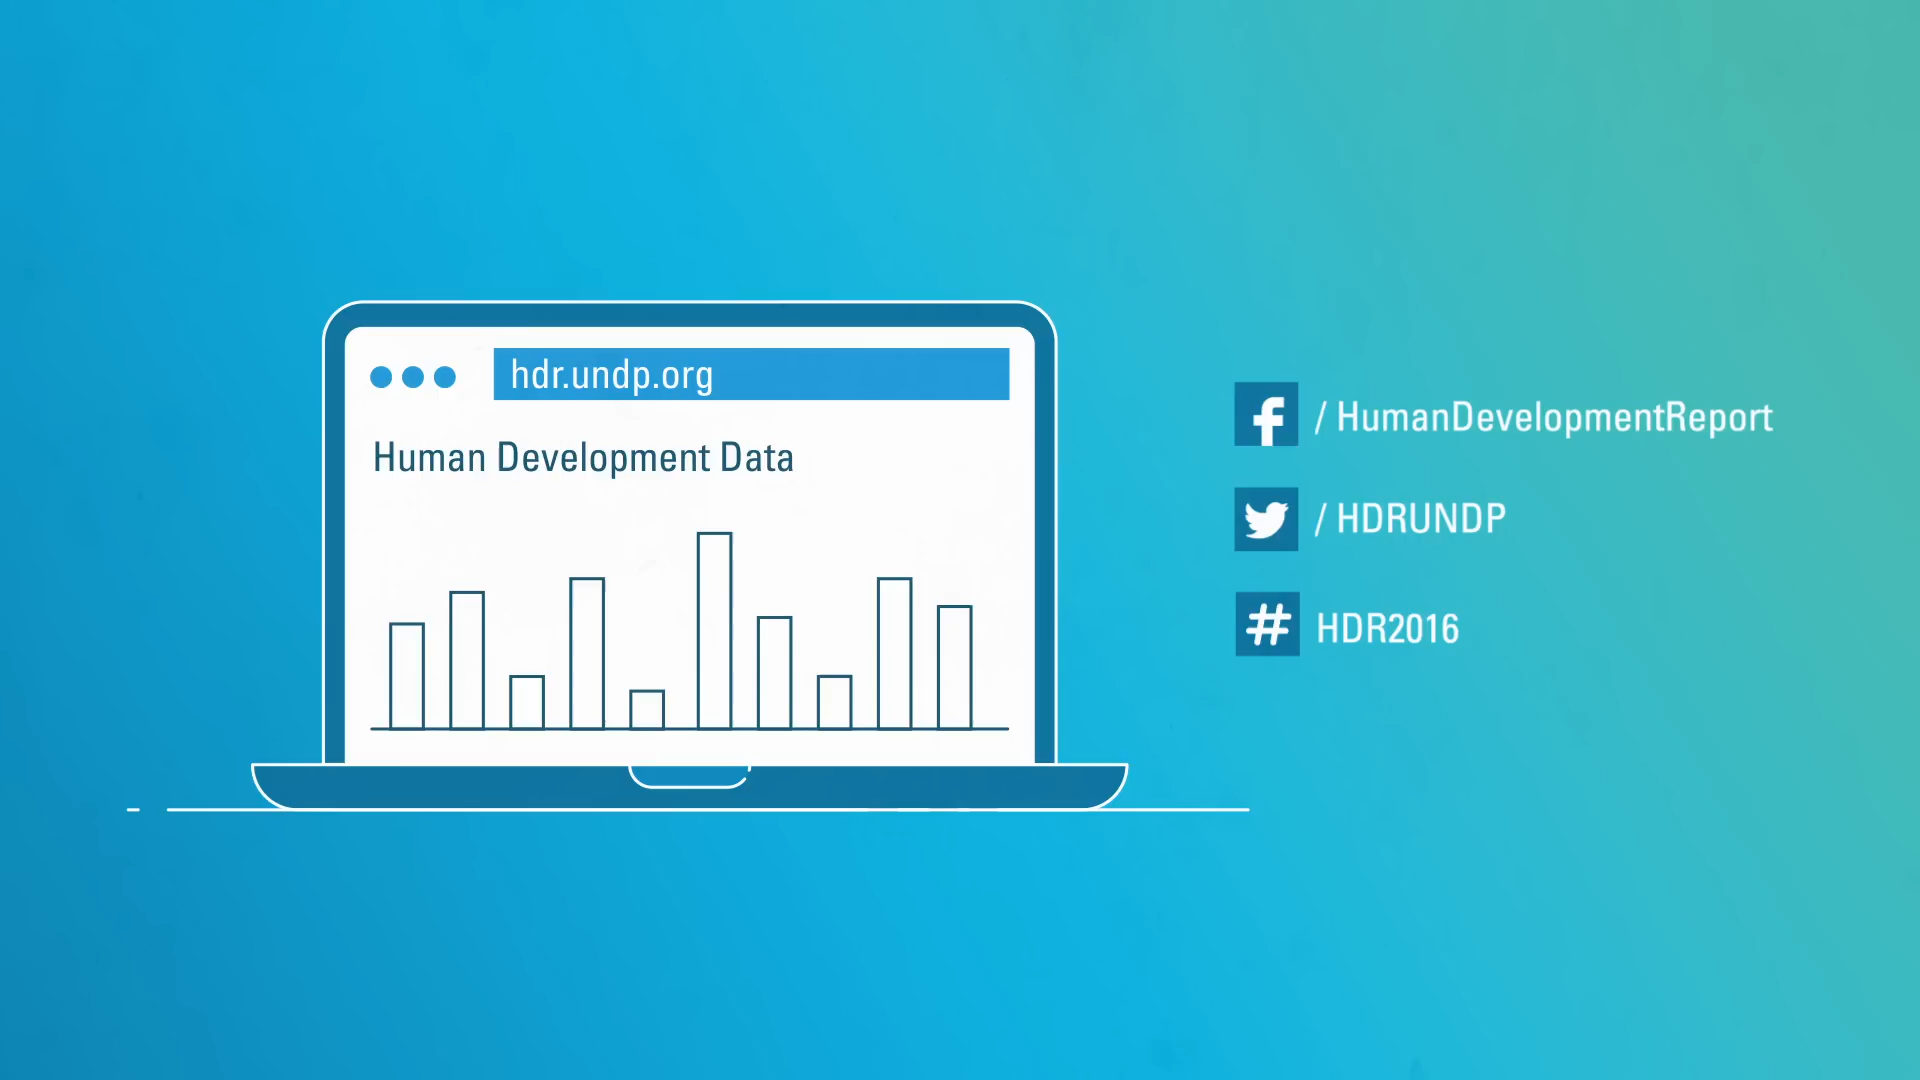 hdr.undp.org
Human Development Data
/ HumanDevelopmentReport
/ HDRUNDP
# HDR2016